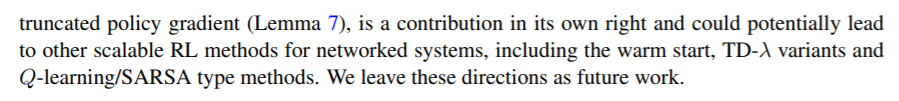 truncated policy gradient (Lemma 7), is a contribution in its own right and could potentially lead
to other scalable RL methods for networked systems, including the warm start, TD-λ variants and
Q-learning/SARSA type methods. We leave these directions as future work.